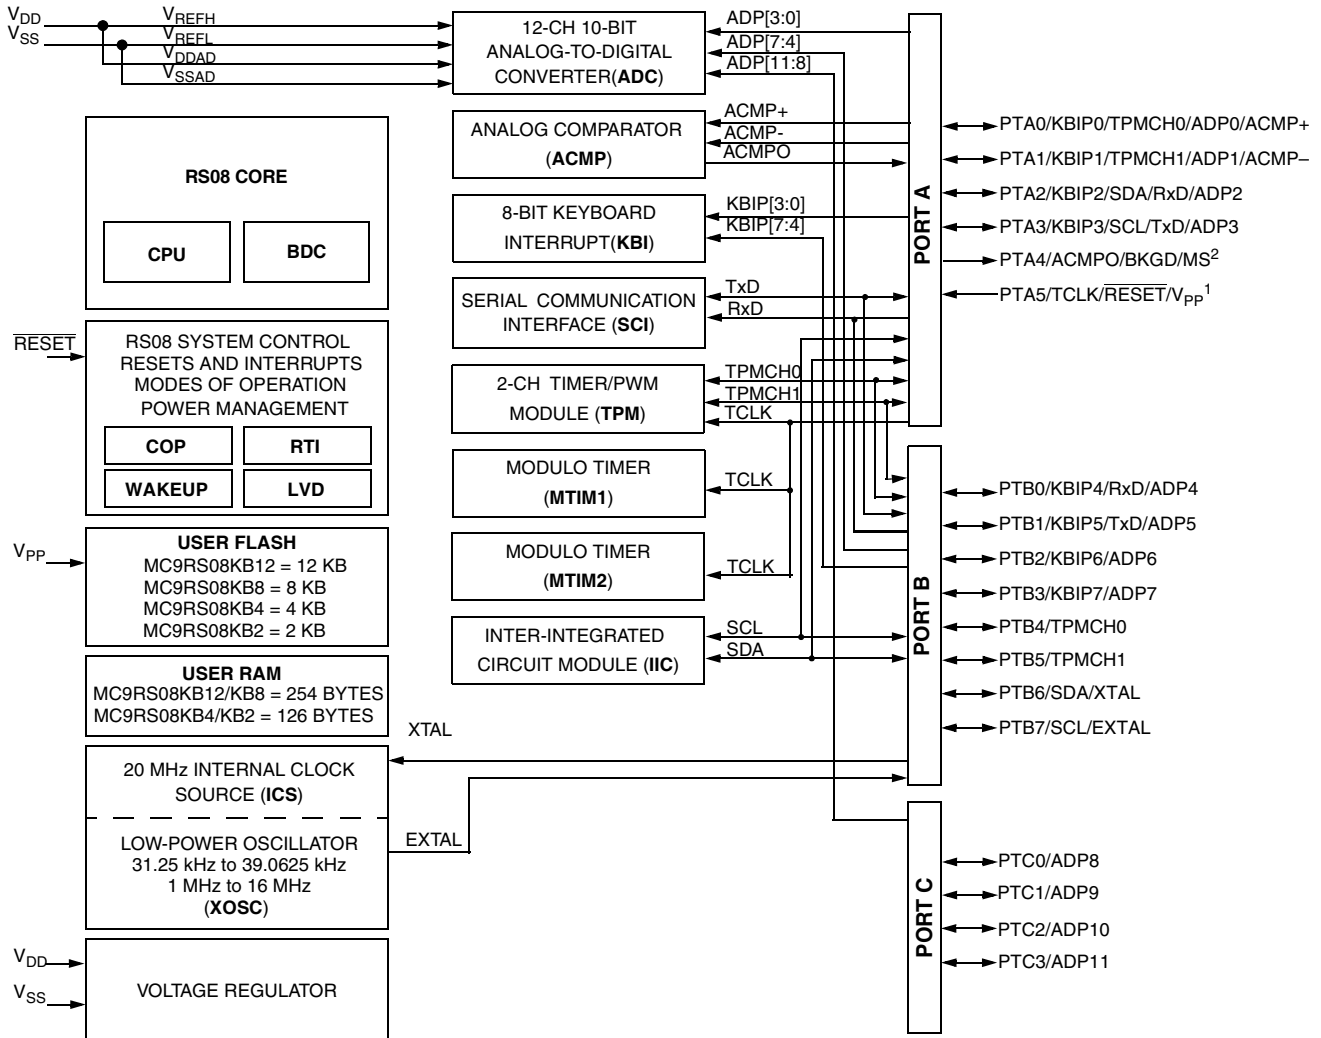 VDD
VSS
VREFH
VREFL
VDDAD
VSSAD
12-CH 10-BIT
ANALOG-TO-DIGITAL
CONVERTER(ADC)
ADP[3:0]
ADP[7:4]
ADP[11:8]
ANALOG COMPARATOR
(ACMP)
ACMP+
ACMP-
ACMPO
8-BIT KEYBOARD
INTERRUPT(KBI)
KBIP[3:0]
KBIP[7:4]
SERIAL COMMUNICATION
INTERFACE (SCI)
TxD
RxD
2-CH TIMER/PWM
MODULE (TPM)
TPMCH0
TPMCH1
TCLK
MODULO TIMER
(MTIM1)
TCLK
MODULO TIMER
(MTIM2)
TCLK
INTER-INTEGRATED
CIRCUIT MODULE (IIC)
SCL
SDA
RS08 CORE
CPU
BDC
RESET
RS08 SYSTEM CONTROL
RESETS AND INTERRUPTS
MODES OF OPERATION
POWER MANAGEMENT
COP
RTI
WAKEUP
LVD
VPP
USER FLASH
MC9RS08KB12 = 12 KB
MC9RS08KB8 = 8 KB
MC9RS08KB4 = 4 KB
MC9RS08KB2 = 2 KB
USER RAM
MC9RS08KB12/KB8 = 254 BYTES
MC9RS08KB4/KB2 = 126 BYTES
XTAL
20 MHz INTERNAL CLOCK
SOURCE (ICS)
EXTAL
LOW-POWER OSCILLATOR
31.25 kHz to 39.0625 kHz
1 MHz to 16 MHz
(XOSC)
VDD
VSS
VOLTAGE REGULATOR
PORT A
PTA0/KBIP0/TPMCH0/ADP0/ACMP+
PTA1/KBIP1/TPMCH1/ADP1/ACMP–
PTA2/KBIP2/SDA/RxD/ADP2
PTA3/KBIP3/SCL/TxD/ADP3
PTA4/ACMPO/BKGD/MS2
PTA5/TCLK/RESET/VPP1
PORT B
PTB0/KBIP4/RxD/ADP4
PTB1/KBIP5/TxD/ADP5
PTB2/KBIP6/ADP6
PTB3/KBIP7/ADP7
PTB4/TPMCH0
PTB5/TPMCH1
PTB6/SDA/XTAL
PTB7/SCL/EXTAL
PORT C
PTC0/ADP8
PTC1/ADP9
PTC2/ADP10
PTC3/ADP11